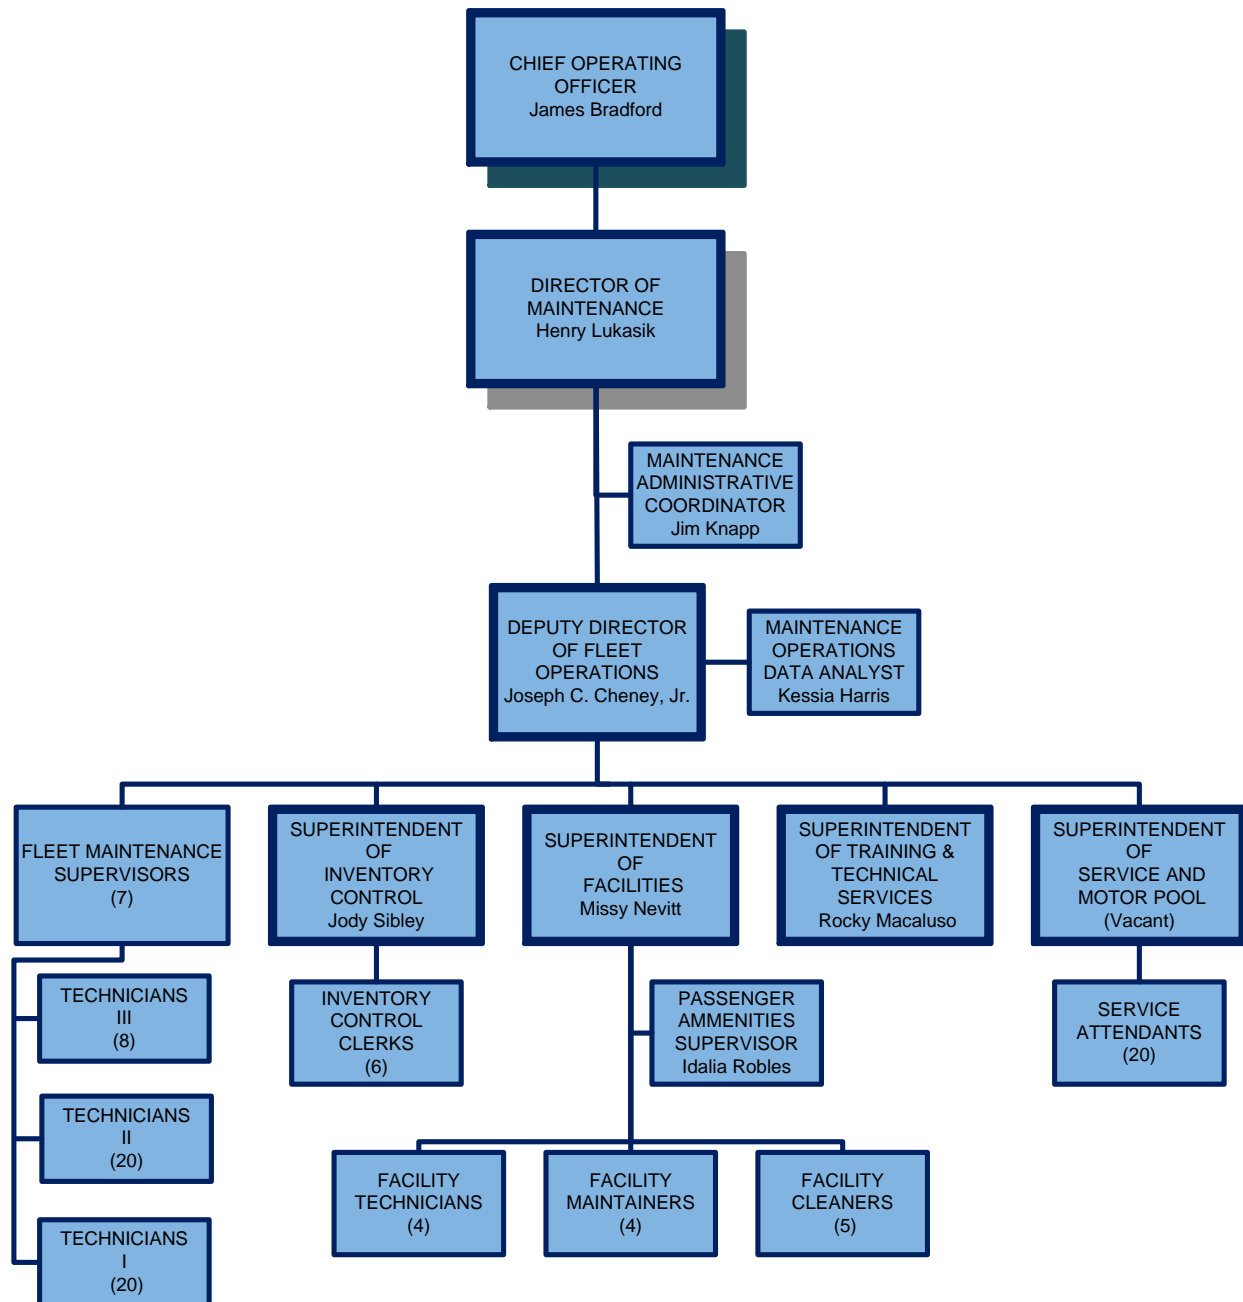 CHIEF OPERATING
OFFICER
James Bradford
DIRECTOR OF
MAINTENANCE
Henry Lukasik
MAINTENANCE
ADMINISTRATIVE
COORDINATOR
Jim Knapp
DEPUTY DIRECTOR
OF FLEET
OPERATIONS
Joseph C. Cheney, Jr.
MAINTENANCE
OPERATIONS
DATA ANALYST
Kessia Harris
FLEET MAINTENANCE
SUPERVISORS
(7)
SUPERINTENDENT
OF
INVENTORY
CONTROL
Jody Sibley
SUPERINTENDENT
OF
FACILITIES
Missy Nevitt
SUPERINTENDENT
OF TRAINING &
TECHNICAL
SERVICES
Rocky Macaluso
SUPERINTENDENT
OF
SERVICE AND
MOTOR POOL
(Vacant)
TECHNICIANS
III
(8)
INVENTORY
CONTROL
CLERKS
(6)
PASSENGER
AMMENITIES
SUPERVISOR
Idalia Robles
SERVICE
ATTENDANTS
(20)
TECHNICIANS
II
(20)
FACILITY
TECHNICIANS
(4)
FACILITY
MAINTAINERS
(4)
FACILITY
CLEANERS
(5)
TECHNICIANS
I
(20)